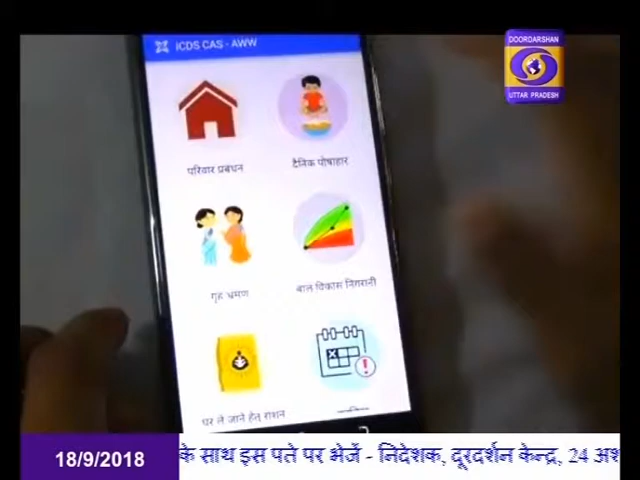 iCDS CAS - AWW
DOORDARSHAN
UTTAR PRADESH
परिवार प्रबंधन
दैनिक पोषाहार
गृह भ्रमण
बाल विकास निगरानी
घर ले जाने हेतु राशन
18/9/2018
के साथ इस पते पर भेजें - निदेशक, दूरदर्शन केन्द्र, 24 अश